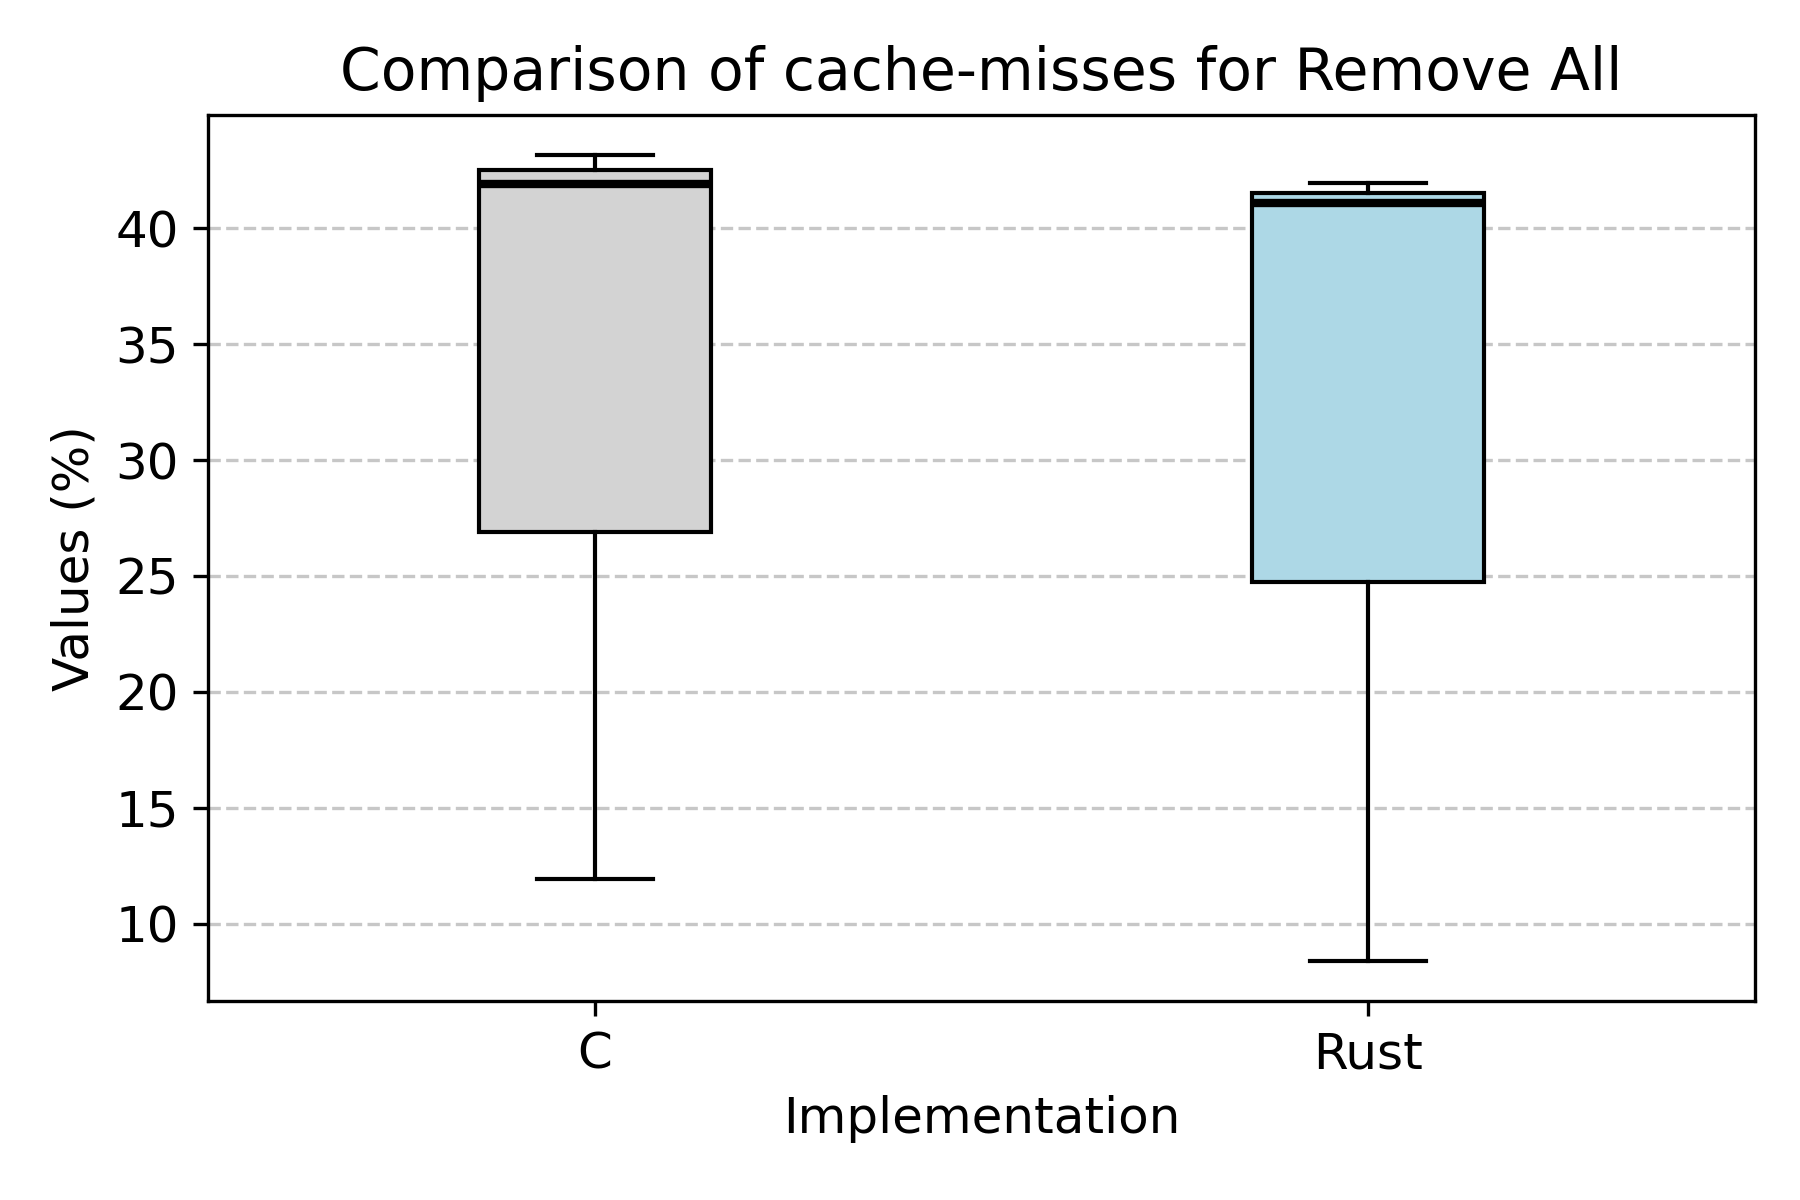 Comparison of cache-misses for Remove All
Values (%)
40
35
30
25
20
15
10
C
Rust
Implementation